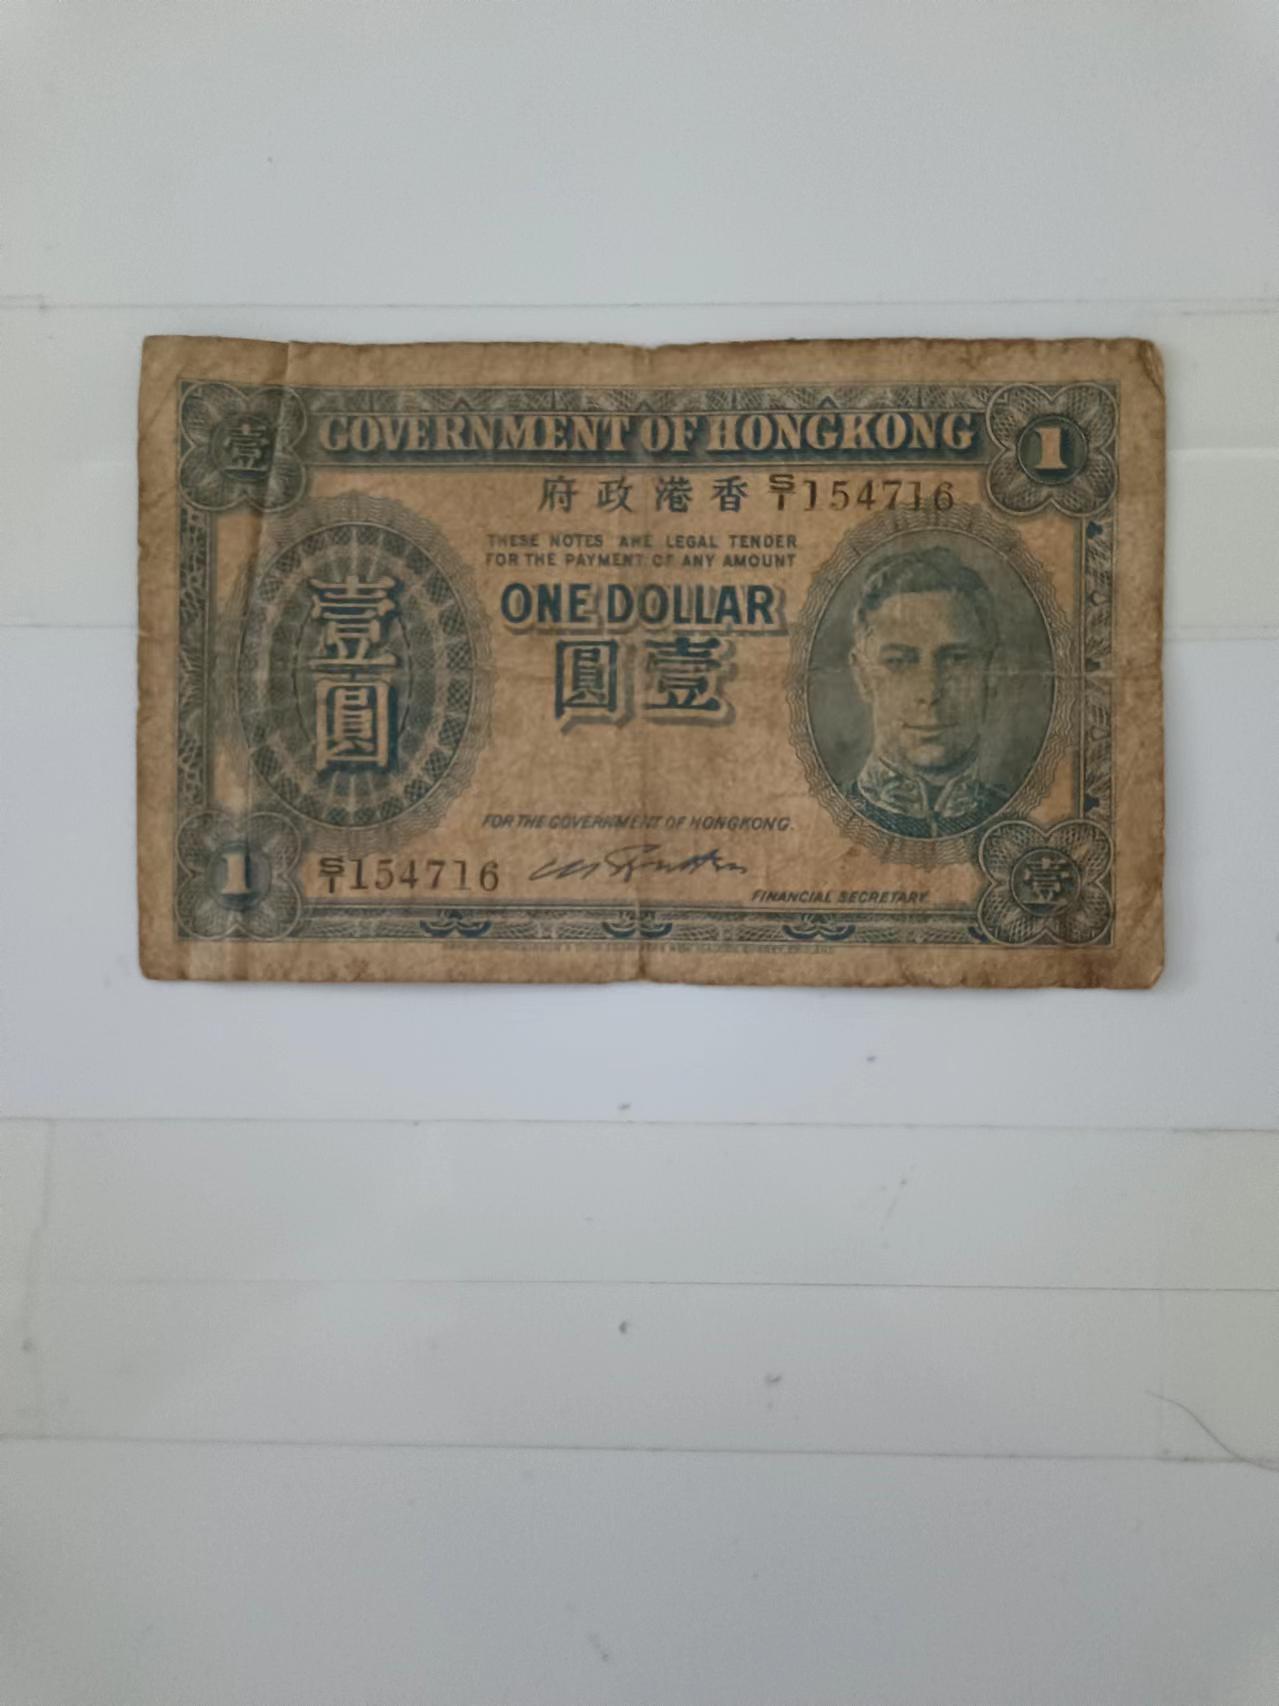 壹
GOVERNMENT OF HONGKONG
1
府政港香
S/1 154716
THESE NOTES ARE LEGAL TENDER
FOR THE PAYMENT OF ANY AMOUNT
ONE DOLLAR
圓壹
壹圓
FOR THE GOVERNMENT OF HONGKONG.
1
S/1 154716
FINANCIAL SECRETARY
壹